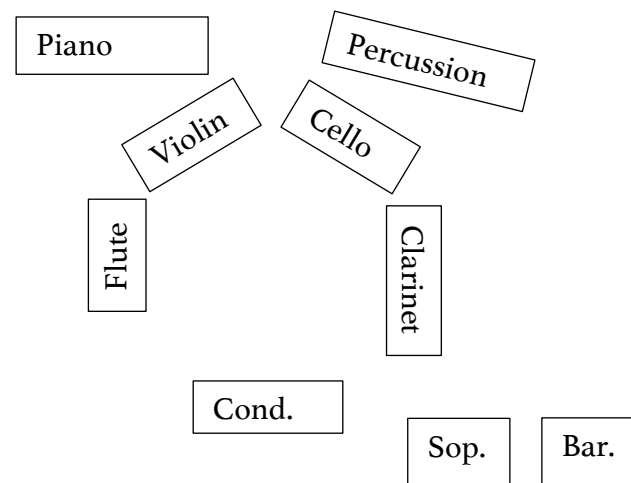 Piano
Percussion
Violin
Cello
Flute
Clarinet
Cond.
Sop.
Bar.